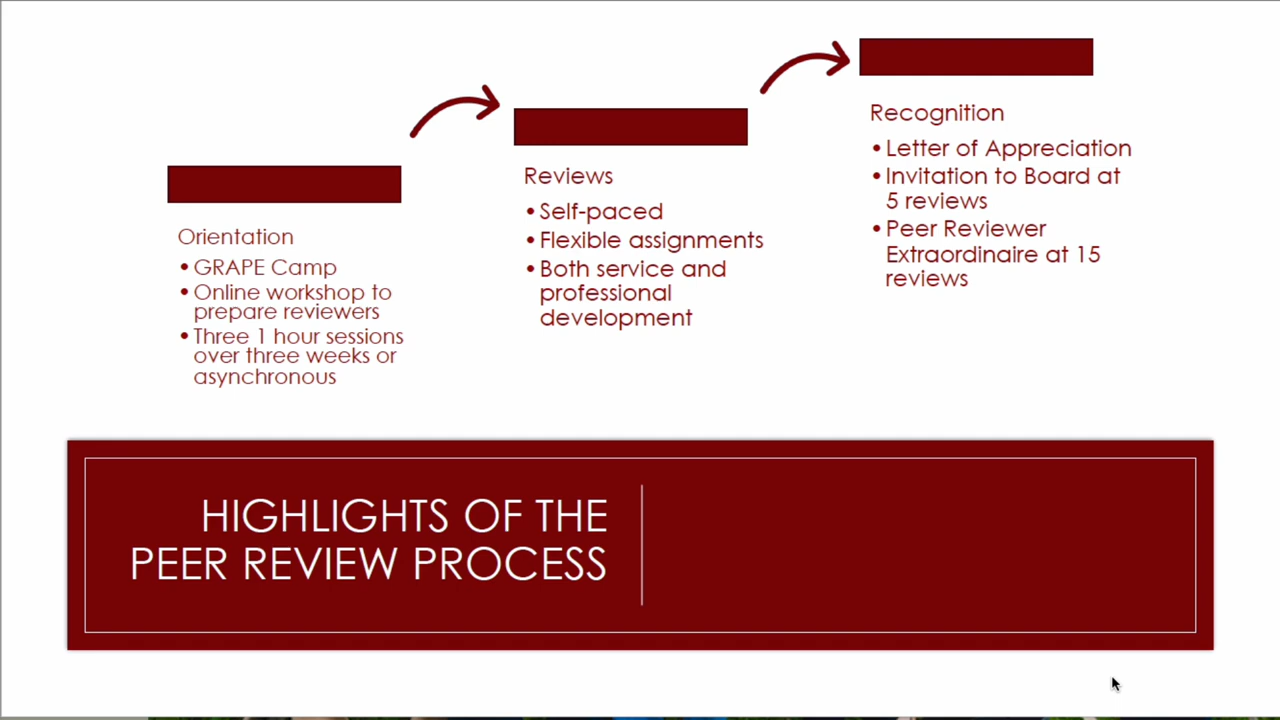 Orientation
• GRAPE Camp
• Online workshop to
prepare reviewers
• Three 1 hour sessions
over three weeks or
asynchronous
Reviews
• Self-paced
• Flexible assignments
• Both service and
professional
development
Recognition
• Letter of Appreciation
• Invitation to Board at
5 reviews
• Peer Reviewer
Extraordinaire at 15
reviews
HIGHLIGHTS OF THE
PEER REVIEW PROCESS